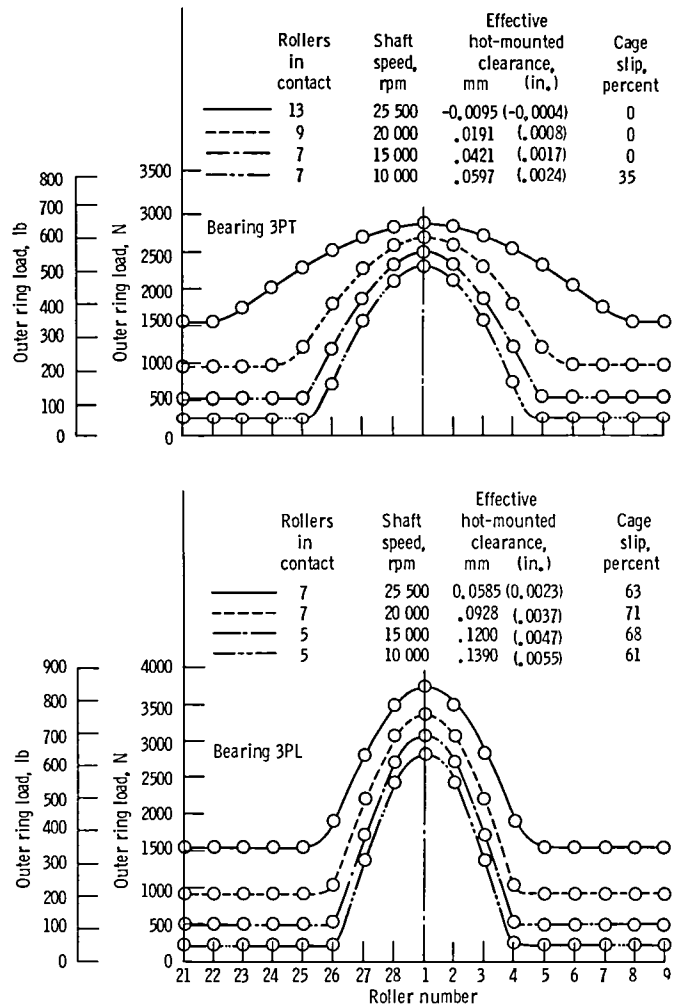 Rollers in contact
Shaft speed, rpm
Effective hot-mounted clearance, mm (in.)
Cage slip, percent
13 25 500 -0.0095 (-0.0004) 0
9 20 000 .0191 (.0008) 0
7 15 000 .0421 (.0017) 0
7 10 000 .0597 (.0024) 35
Outer ring load, lb
800
700
600
500
400
300
200
100
0
Outer ring load, N
3500
3000
2500
2000
1500
1000
500
0
Bearing 3PT
Rollers in contact
Shaft speed, rpm
Effective hot-mounted clearance, mm (in.)
Cage slip, percent
7 25 500 0.0585 (0.0023) 63
7 20 000 .0928 (.0037) 71
5 15 000 .1200 (.0047) 68
5 10 000 .1390 (.0055) 61
Outer ring load, lb
900
800
700
600
500
400
300
200
100
0
Outer ring load, N
4000
3500
3000
2500
2000
1500
1000
500
0
Bearing 3PL
21 22 23 24 25 26 27 28 1 2 3 4 5 6 7 8 9
Roller number